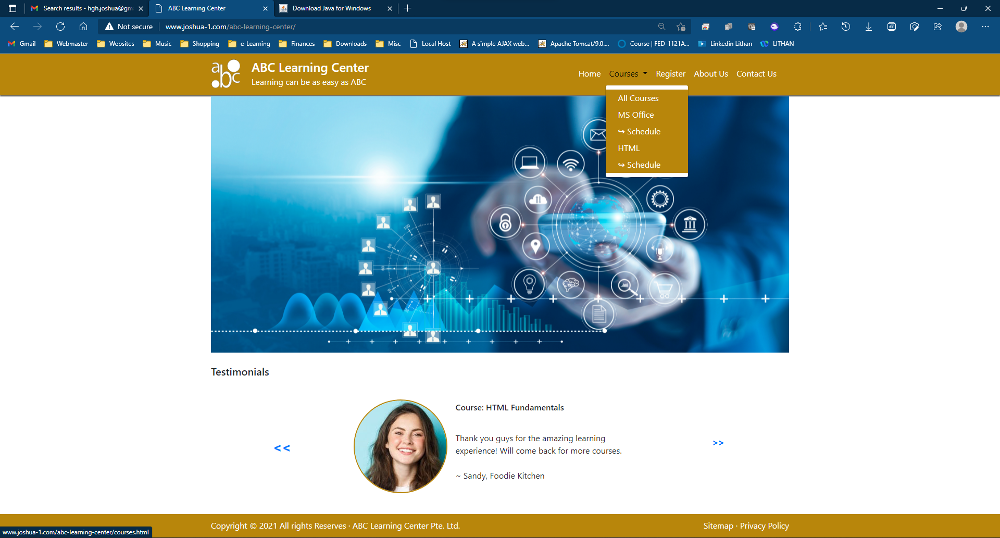 Search results - hgh.joshua@gm
ABC Learning Center
Download Java for Windows
Not secure
www.joshua-1.com/abc-learning-center/
Gmail
Webmaster
Websites
Music
Shopping
e-Learning
Finances
Downloads
Misc
Local Host
A simple AJAX web...
Apache Tomcat/9.0....
Course | FED-1121A...
Linkedin Lithan
LITHAN
abc
ABC Learning Center
Learning can be as easy as ABC
Home
Courses
Register
About Us
Contact Us
All Courses
MS Office
↪ Schedule
HTML
↪ Schedule
Testimonials
Course: HTML Fundamentals
Thank you guys for the amazing learning
experience! Will come back for more courses.
~ Sandy, Foodie Kitchen
<<
>>
Copyright © 2021 All rights Reserves · ABC Learning Center Pte. Ltd.
Sitemap · Privacy Policy
www.joshua-1.com/abc-learning-center/courses.html